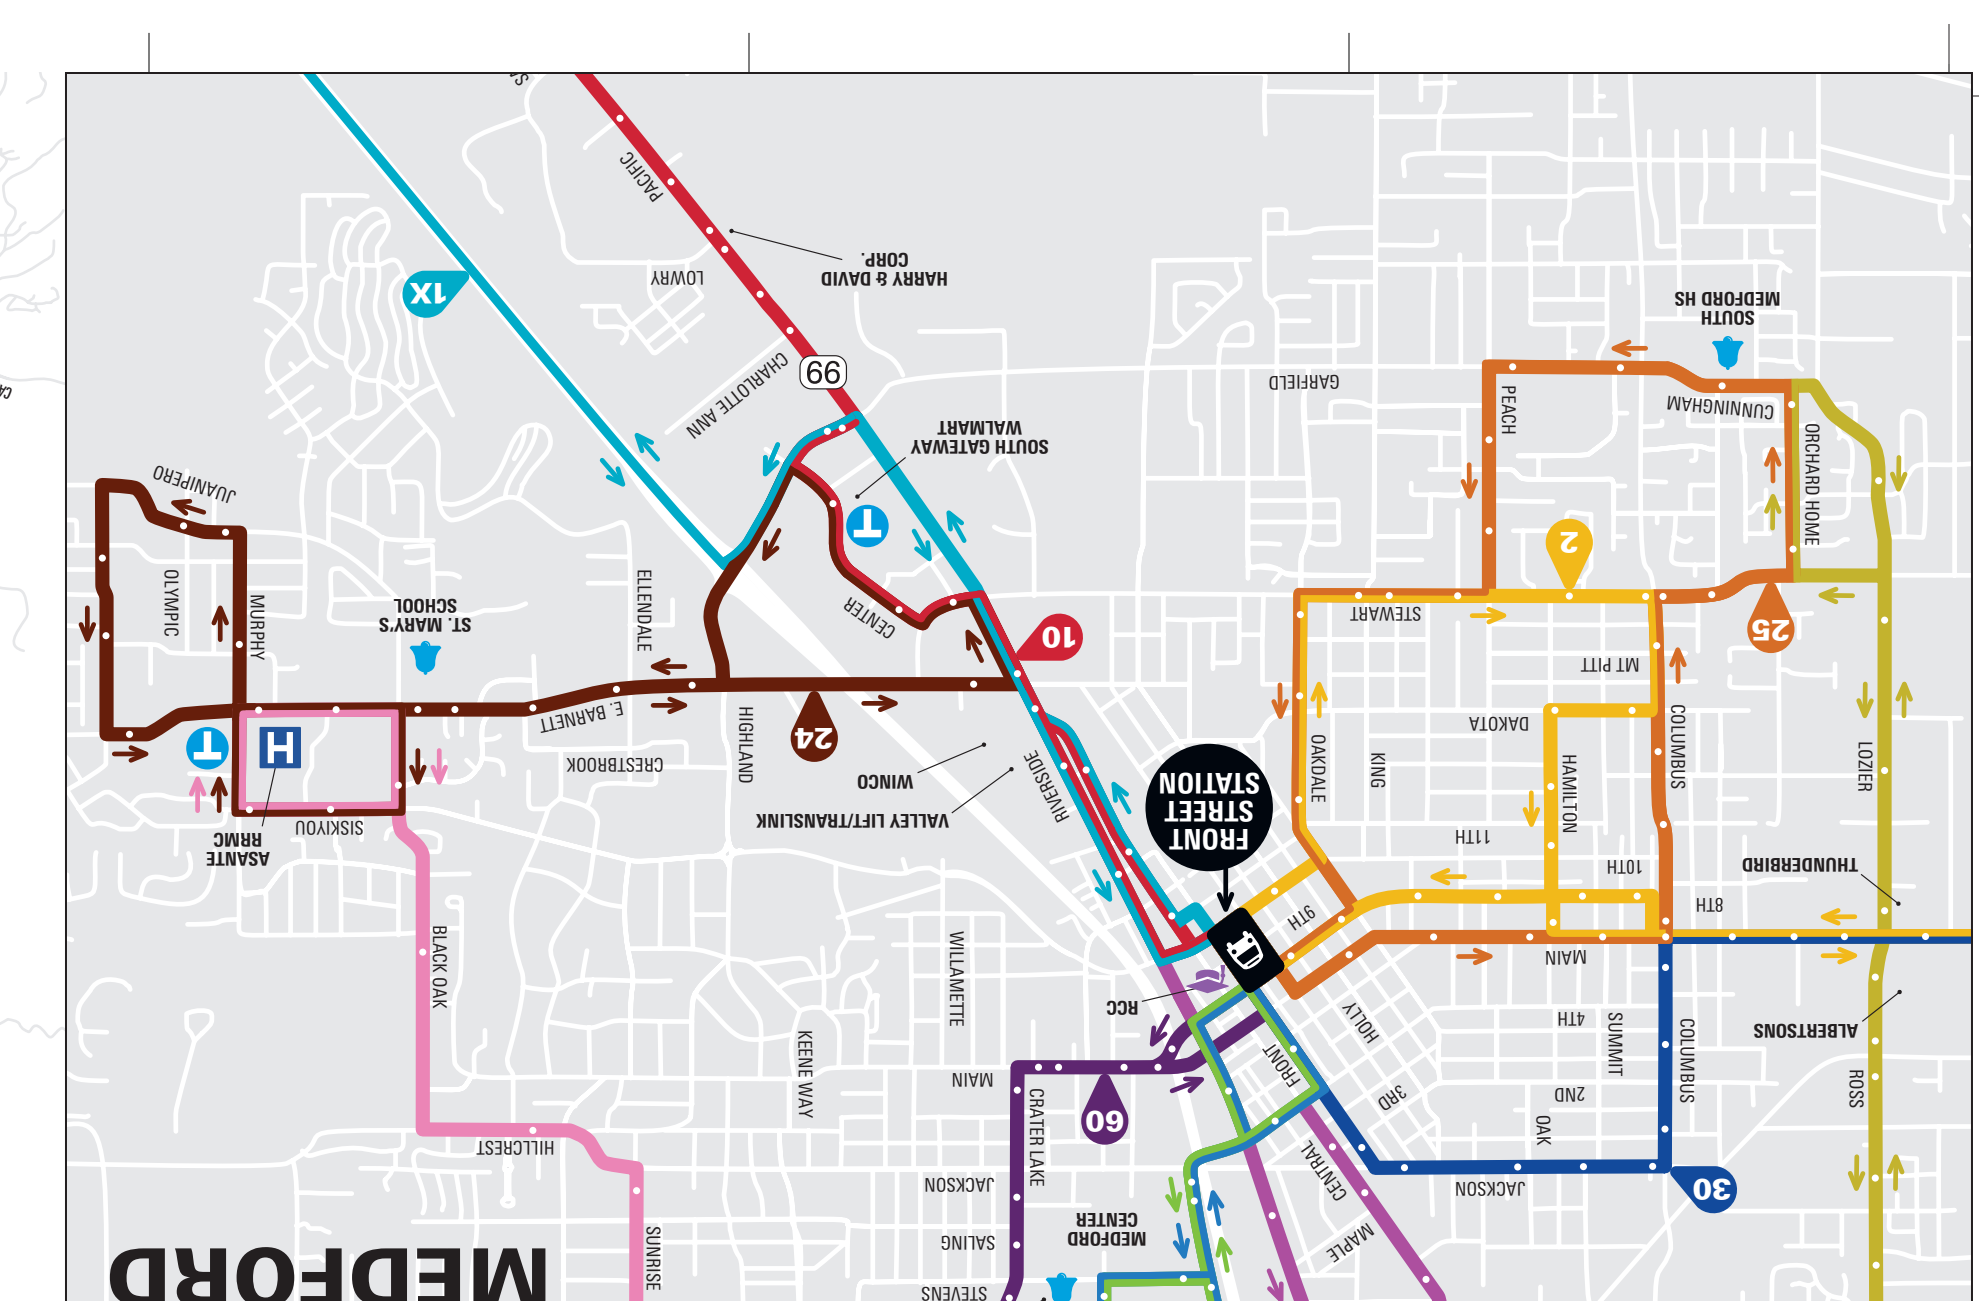 MEDFORD
STEVENS
SALING
JACKSON
CRATER LAKE
MAIN
60
MEDFORD
CENTER
SUNRISE
HILLCREST
BLACK OAK
KEENE WAY
WILLAMETTE
MAPLE
CENTRAL
FRONT
3RD
HOLLY
30
JACKSON
OAK
2ND
SUMMIT
4TH
COLUMBUS
ROSS
ALBERTSONS
MAIN
RCC
9TH
8TH
10TH
11TH
THUNDERBIRD
FRONT
STREET
STATION
ASANTE
RRMC
SISKIYOU
H
T
VALLEY LIFT/TRANSLINK
WINCO
RIVERSIDE
CRESTBROOK
HIGHLAND
24
E. BARNETT
ELLENDALE
ST. MARY'S
SCHOOL
MURPHY
OLYMPIC
JUANIPERO
10
CENTER
T
SOUTH GATEWAY
WALMART
OAKDALE
KING
DAKOTA
HAMILTON
COLUMBUS
LOZIER
MT PITT
STEWART
2
25
ORCHARD HOME
PEACH
CUNNINGHAM
SOUTH
MEDFORD HS
GARFIELD
99
CHARLOTTE ANN
1X
LOWRY
HARRY & DAVID
CORP.
PACIFIC